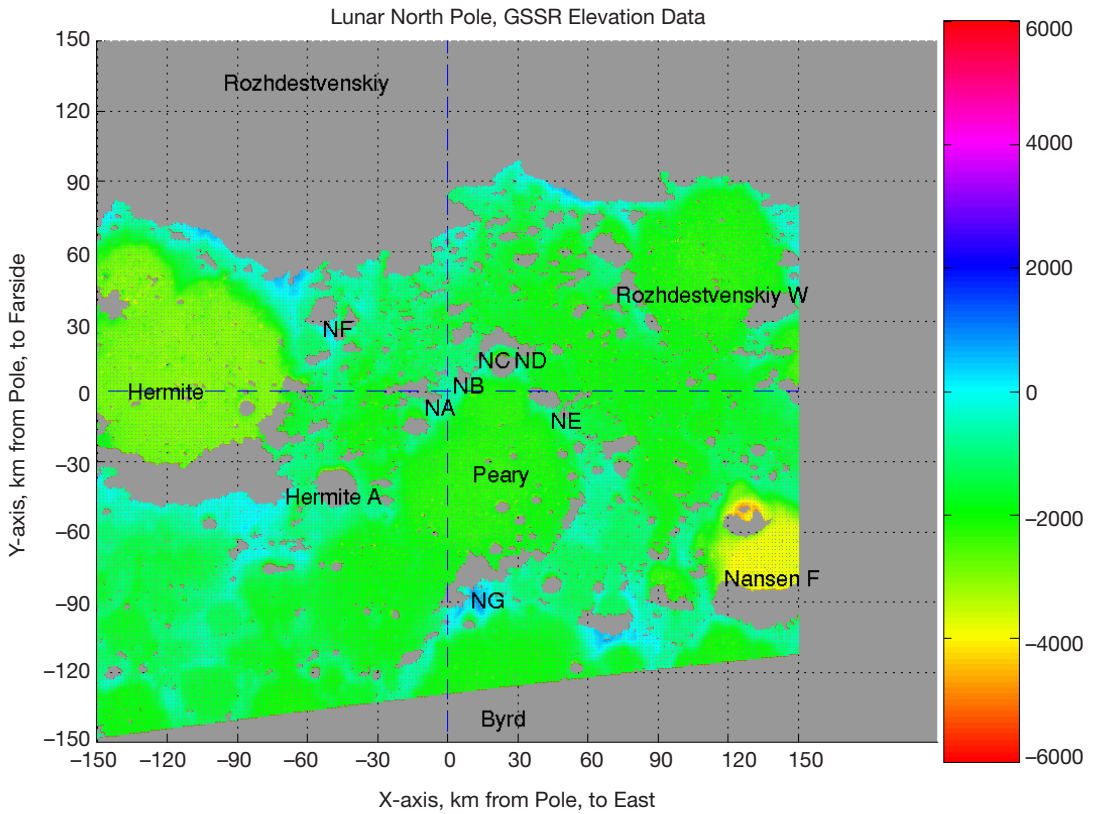 Lunar North Pole, GSSR Elevation Data
150
120
90
60
30
0
−30
−60
−90
−120
−150
Y-axis, km from Pole, to Farside
Rozhdestvenskiy
Rozhdestvenskiy W
NF
NC ND
Hermite
NB
NA
NE
Peary
Hermite A
Nansen F
NG
Byrd
−150 −120 −90 −60 −30 0 30 60 90 120 150
X-axis, km from Pole, to East
6000
4000
2000
0
−2000
−4000
−6000